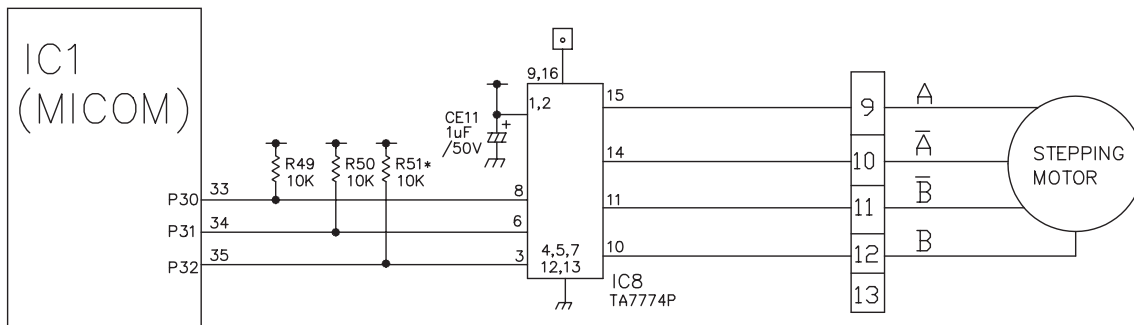 IC1
(MICOM)
P30
33
P31
34
P32
35
R49
10K
R50
10K
R51*
10K
CE11
1uF
/50V
+
9,16
1,2
8
6
3
4,5,7
12,13
15
14
11
10
IC8
TA7774P
9
10
11
12
13
A
A̅
B̅
B
STEPPING
MOTOR